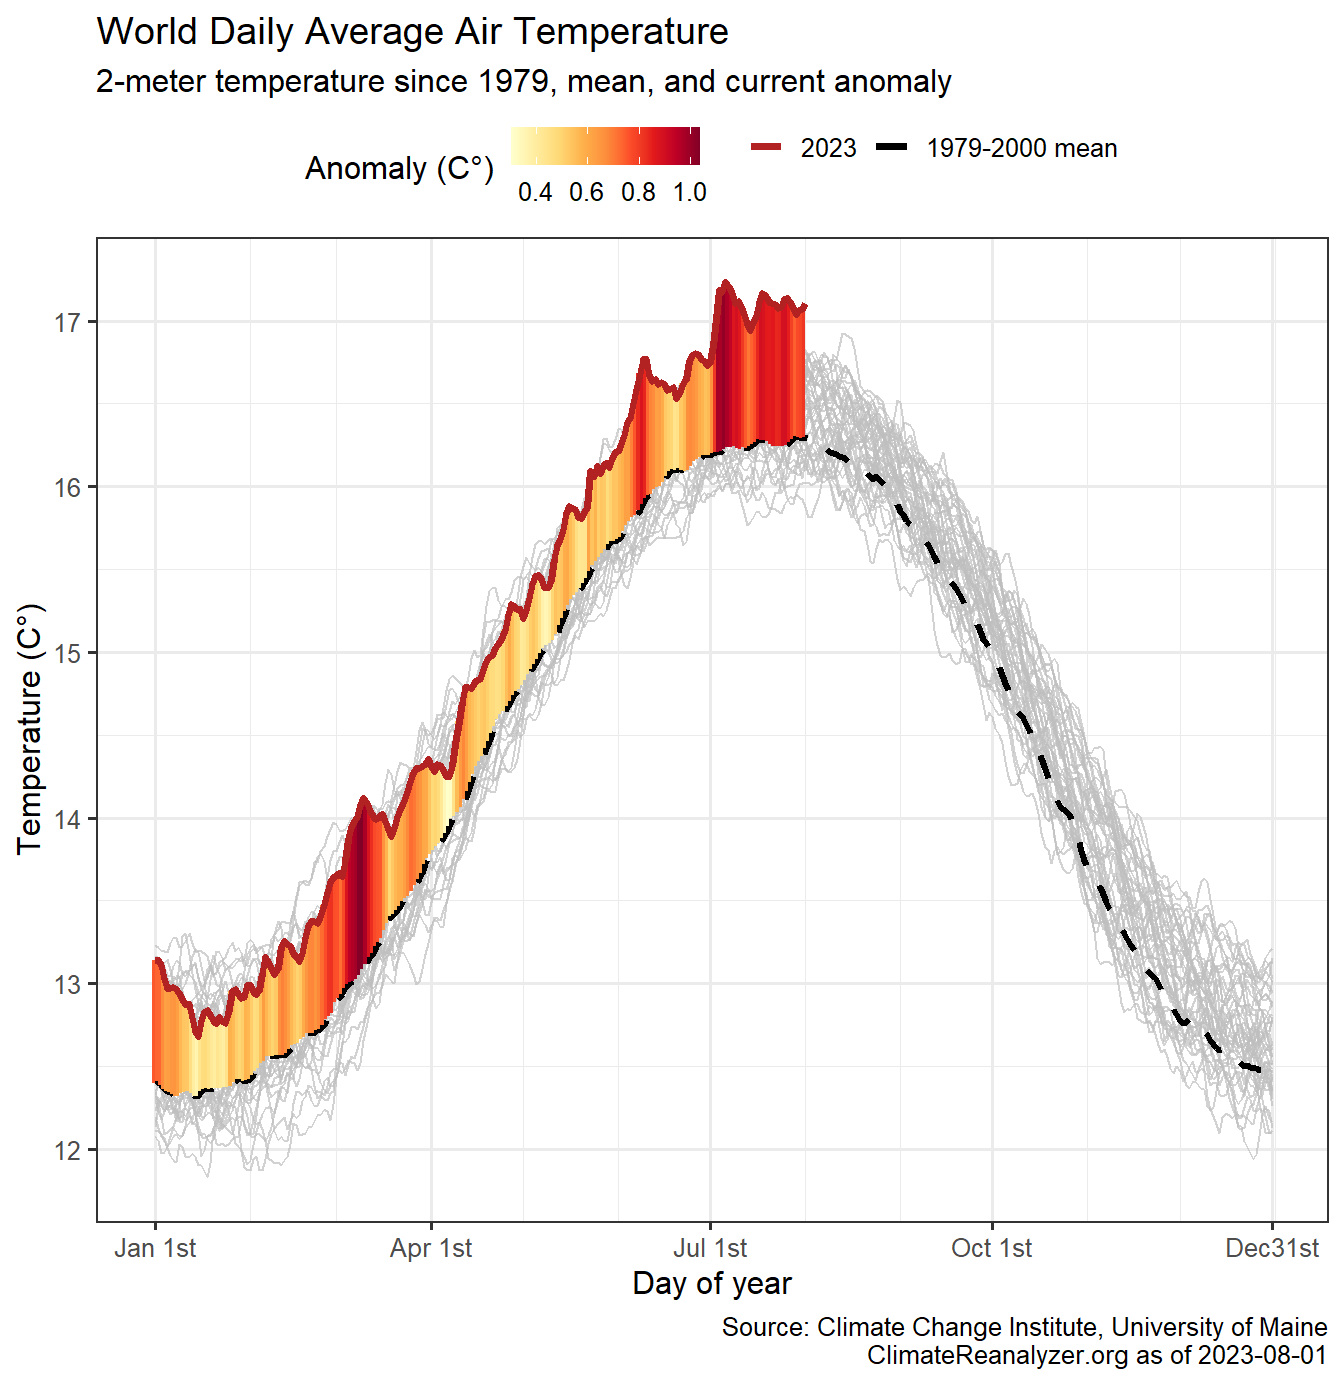 World Daily Average Air Temperature
2-meter temperature since 1979, mean, and current anomaly
Anomaly (C°)
0.4 0.6 0.8 1.0
2023
1979-2000 mean
Temperature (C°)
17
16
15
14
13
12
Jan 1st Apr 1st Jul 1st Oct 1st Dec31st
Day of year
Source: Climate Change Institute, University of Maine
ClimateReanalyzer.org as of 2023-08-01